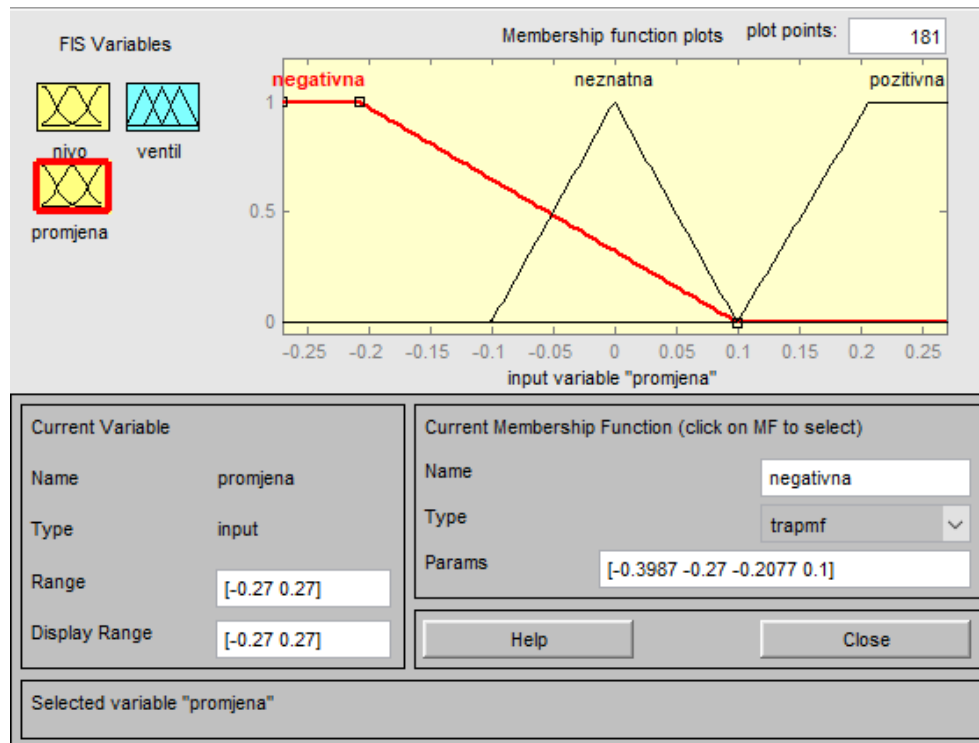 FIS Variables
Membership function plots
plot points:
181
nivo
ventil
promjena
negativna
neznatna
pozitivna
1
0.5
0
-0.25 -0.2 -0.15 -0.1 -0.05 0 0.05 0.1 0.15 0.2 0.25
input variable "promjena"
Current Variable
Name promjena
Type input
Range [-0.27 0.27]
Display Range [-0.27 0.27]
Current Membership Function (click on MF to select)
Name negativna
Type trapmf
Params [-0.3987 -0.27 -0.2077 0.1]
Help
Close
Selected variable "promjena"